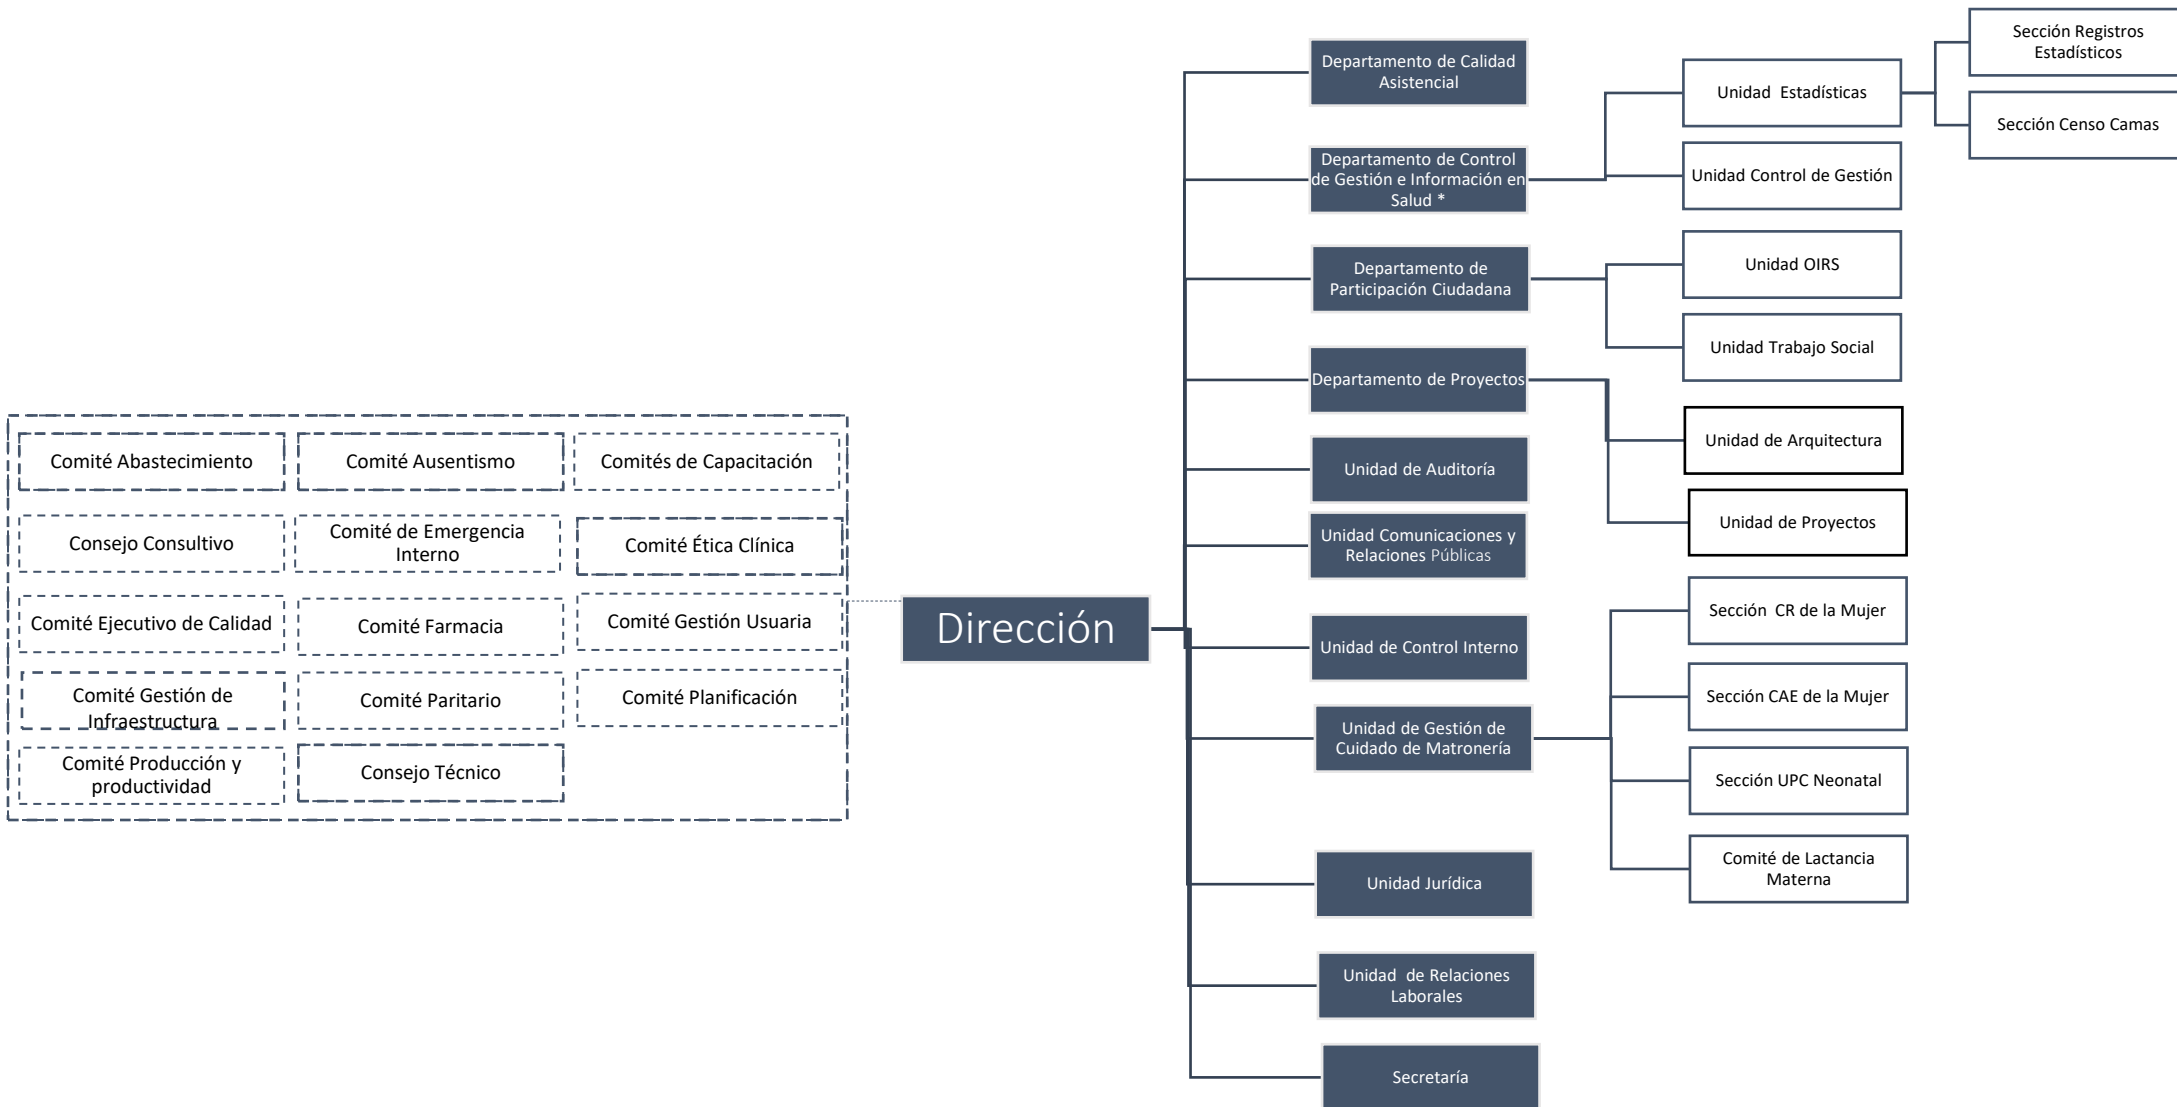 Comité Abastecimiento
Comité Ausentismo
Comités de Capacitación
Consejo Consultivo
Comité de Emergencia
Interno
Comité Ética Clínica
Comité Ejecutivo de Calidad
Comité Farmacia
Comité Gestión Usuaria
Comité Gestión de
Infraestructura
Comité Paritario
Comité Planificación
Comité Producción y
productividad
Consejo Técnico
Dirección
Departamento de Calidad
Asistencial
Departamento de Control
de Gestión e Información en
Salud *
Unidad Estadísticas
Sección Registros
Estadísticos
Sección Censo Camas
Unidad Control de Gestión
Departamento de
Participación Ciudadana
Unidad OIRS
Unidad Trabajo Social
Departamento de Proyectos
Unidad de Arquitectura
Unidad de Proyectos
Unidad de Auditoría
Unidad Comunicaciones y
Relaciones Públicas
Unidad de Control Interno
Unidad de Gestión de
Cuidado de Matronería
Sección CR de la Mujer
Sección CAE de la Mujer
Sección UPC Neonatal
Comité de Lactancia
Materna
Unidad Jurídica
Unidad de Relaciones
Laborales
Secretaría